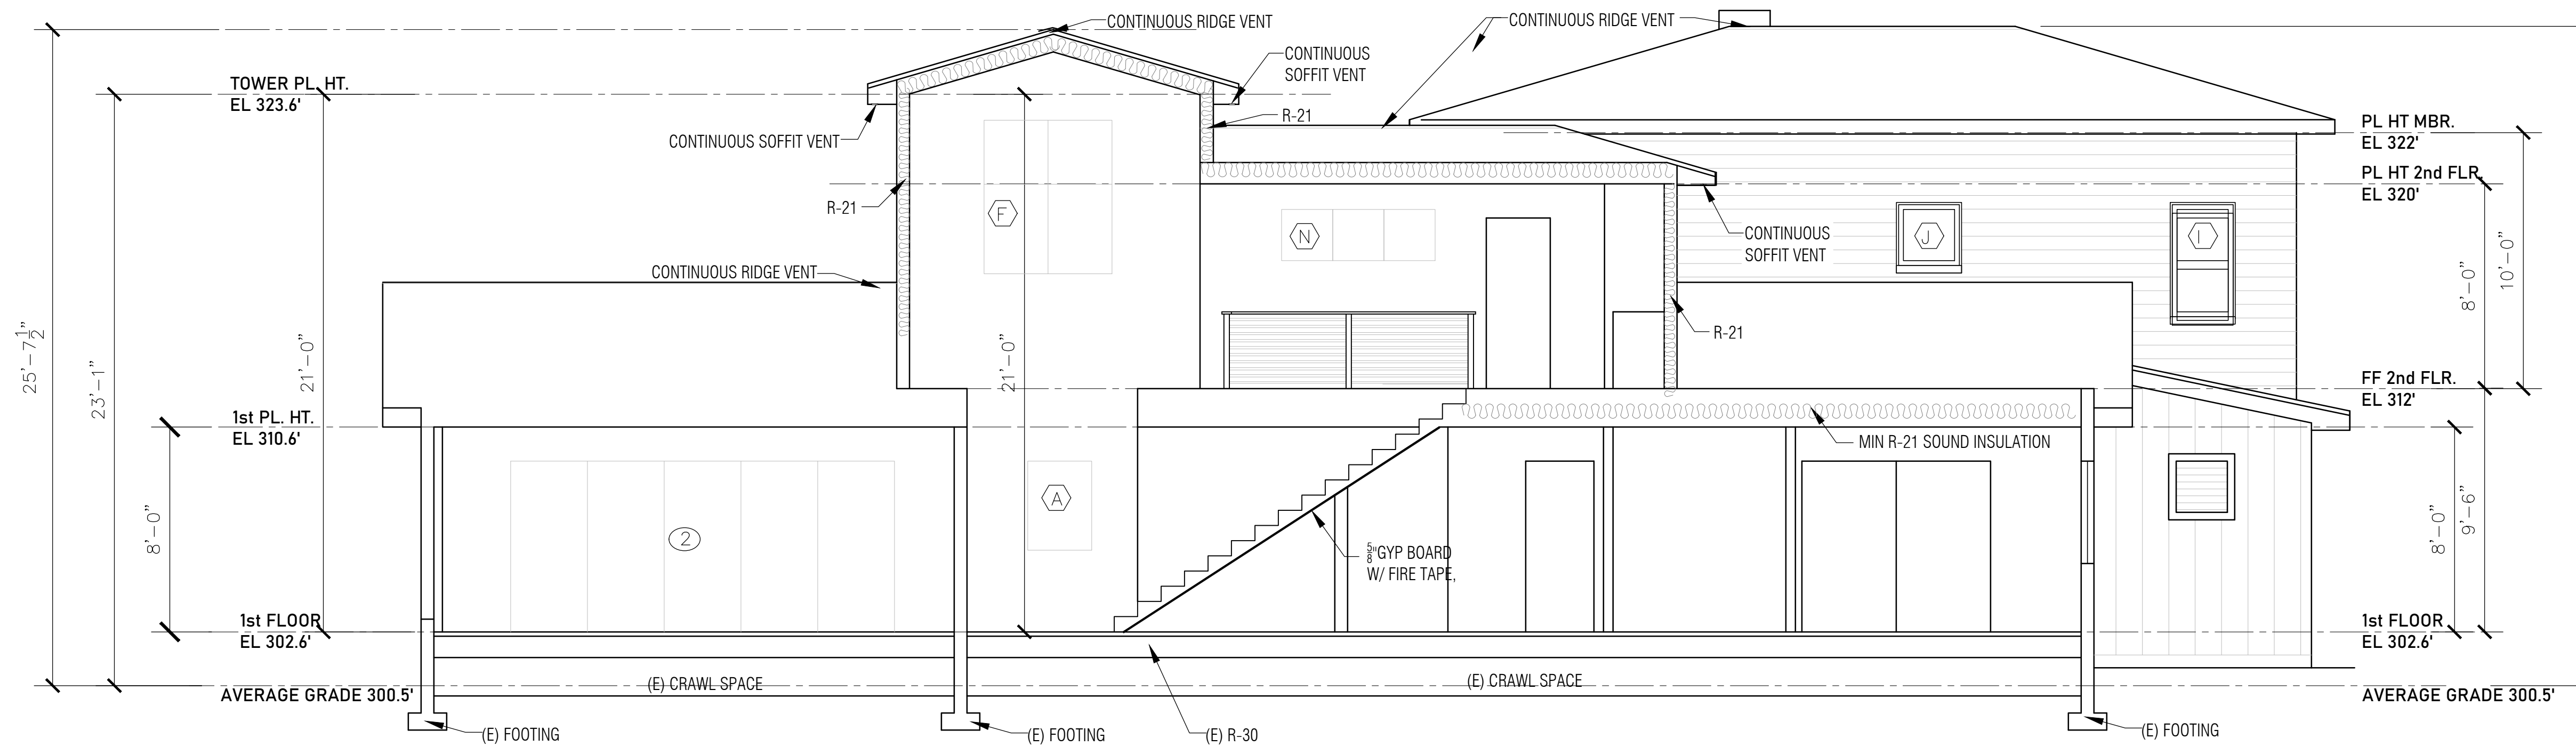 CONTINUOUS RIDGE VENT
CONTINUOUS RIDGE VENT
CONTINUOUS
SOFFIT VENT
TOWER PL. HT.
EL 323.6'
R-21
CONTINUOUS SOFFIT VENT
PL HT MBR.
EL 322'
PL HT 2nd FLR.
EL 320'
R-21
F
N
CONTINUOUS
SOFFIT VENT
J
I
CONTINUOUS RIDGE VENT
R-21
25'-7 1/2"
23'-1"
21'-0"
21'-0"
8'-0"
10'-0"
FF 2nd FLR.
EL 312'
1st PL. HT.
EL 310.6'
MIN R-21 SOUND INSULATION
A
2
8'-0"
5/8"GYP BOARD
W/ FIRE TAPE,
8'-0"
9'-6"
1st FLOOR
EL 302.6'
1st FLOOR
EL 302.6'
(E) CRAWL SPACE
(E) CRAWL SPACE
AVERAGE GRADE 300.5'
AVERAGE GRADE 300.5'
(E) FOOTING
(E) FOOTING
(E) R-30
(E) FOOTING